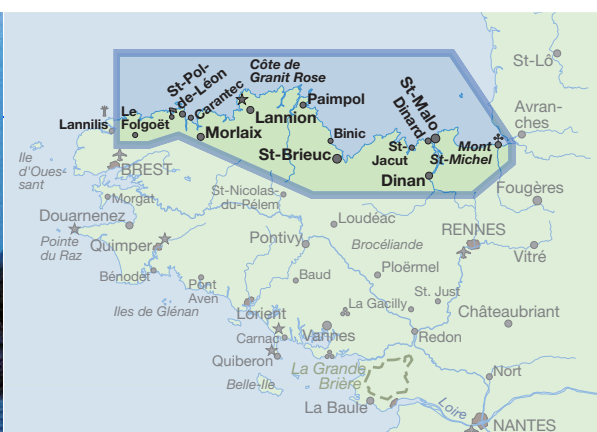 St-Lô
Côte de
Granit Rose
St-Pol-
de-Léon
Carantec
Le
Folgoët
Lannilis
Morlaix
Lannion
Paimpol
Binic
St-Brieuc
St-Malo
Dinard
St-
Jacut
Mont
St-Michel
Dinan
Avran-
ches
Fougères
Ile
d'Oues-
sant
BREST
Morgat
Douarnenez
Pointe
du Raz
Quimper
Bénodet
St-Nicolas-
du-Pélem
Loudéac
Pontivy
Brocéliande
RENNES
Vitré
Ploërmel
Baud
Pont
Aven
Iles de Glénan
Lorient
La Gacilly
St. Just
Châteaubriant
Carnac
Vannes
Redon
Quiberon
Belle-Ile
La Grande
Brière
Nort
La Baule
Loire
NANTES